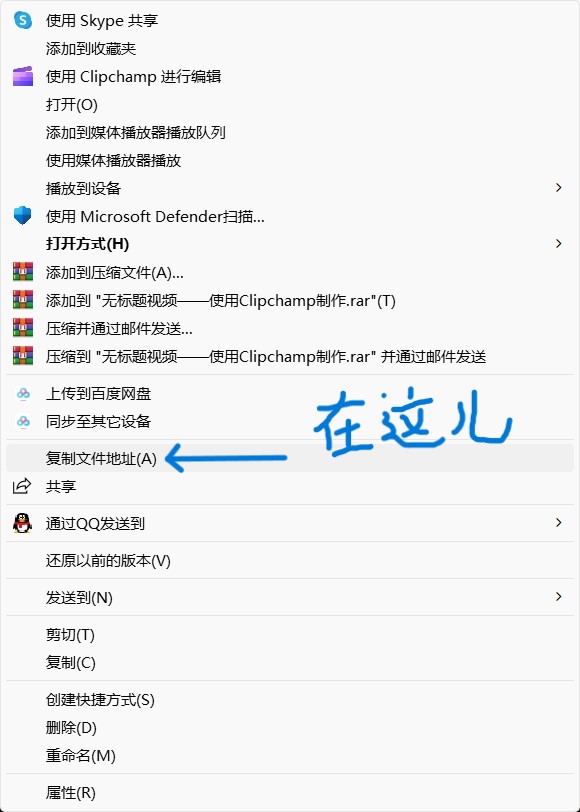 使用 Skype 共享
添加到收藏夹
使用 Clipchamp 进行编辑
打开(O)
添加到媒体播放器播放队列
使用媒体播放器播放
播放到设备
使用 Microsoft Defender扫描...
打开方式(H)
添加到压缩文件(A)...
添加到 "无标题视频——使用Clipchamp制作.rar"(T)
压缩并通过邮件发送...
压缩到 "无标题视频——使用Clipchamp制作.rar" 并通过邮件发送
上传到百度网盘
同步至其它设备
在这儿
复制文件地址(A)
共享
通过QQ发送到
还原以前的版本(V)
发送到(N)
剪切(T)
复制(C)
创建快捷方式(S)
删除(D)
重命名(M)
属性(R)